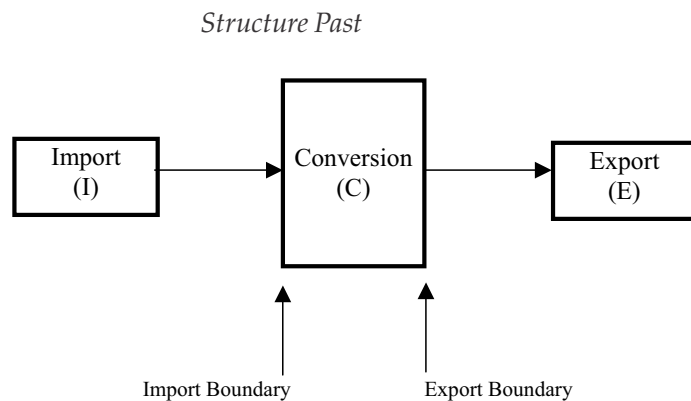 Structure Past
Import
(I)
Conversion
(C)
Export
(E)
Import Boundary
Export Boundary